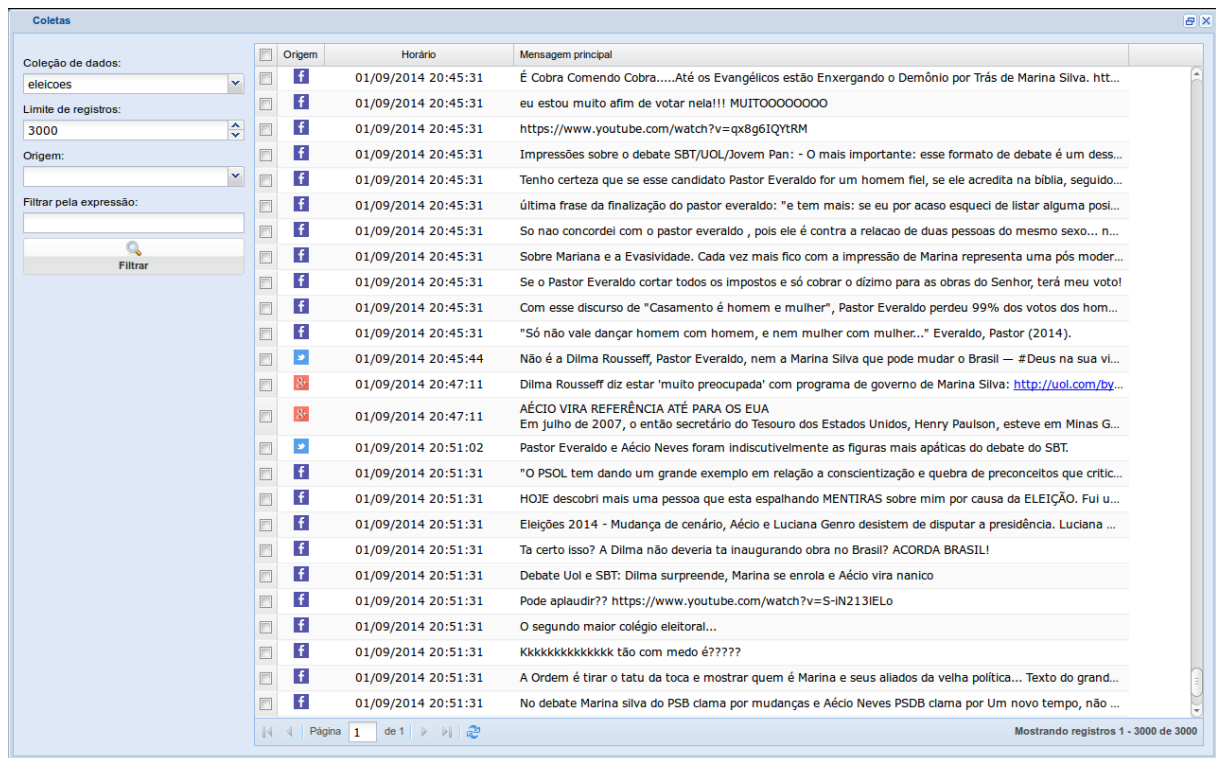 Coletas
Coleção de dados:
eleicoes
Limite de registros:
3000
Origem:
Filtrar pela expressão:
Filtrar
Origem Horário Mensagem principal
f 01/09/2014 20:45:31 É Cobra Comendo Cobra.....Até os Evangélicos estão Enxergando o Demônio por Trás de Marina Silva. htt...
f 01/09/2014 20:45:31 eu estou muito afim de votar nela!!! MUITOOOOOOOO
f 01/09/2014 20:45:31 https://www.youtube.com/watch?v=qx8g6IQYtRM
f 01/09/2014 20:45:31 Impressões sobre o debate SBT/UOL/Jovem Pan: - O mais importante: esse formato de debate é um dess...
f 01/09/2014 20:45:31 Tenho certeza que se esse candidato Pastor Everaldo for um homem fiel, se ele acredita na bíblia, seguido...
f 01/09/2014 20:45:31 última frase da finalização do pastor everaldo: "e tem mais: se eu por acaso esqueci de listar alguma posi...
f 01/09/2014 20:45:31 So nao concordei com o pastor everaldo , pois ele é contra a relacao de duas pessoas do mesmo sexo... n...
f 01/09/2014 20:45:31 Sobre Mariana e a Evasividade. Cada vez mais fico com a impressão de Marina representa uma pós moder...
f 01/09/2014 20:45:31 Se o Pastor Everaldo cortar todos os impostos e só cobrar o dízimo para as obras do Senhor, terá meu voto!
f 01/09/2014 20:45:31 Com esse discurso de "Casamento é homem e mulher", Pastor Everaldo perdeu 99% dos votos dos hom...
f 01/09/2014 20:45:31 "Só não vale dançar homem com homem, e nem mulher com mulher..." Everaldo, Pastor (2014).
01/09/2014 20:45:44 Não é a Dilma Rousseff, Pastor Everaldo, nem a Marina Silva que pode mudar o Brasil — #Deus na sua vi...
8+ 01/09/2014 20:47:11 Dilma Rousseff diz estar 'muito preocupada' com programa de governo de Marina Silva: http://uol.com/by...
8+ 01/09/2014 20:47:11 AÉCIO VIRA REFERÊNCIA ATÉ PARA OS EUA
Em julho de 2007, o então secretário do Tesouro dos Estados Unidos, Henry Paulson, esteve em Minas G...
01/09/2014 20:51:02 Pastor Everaldo e Aécio Neves foram indiscutivelmente as figuras mais apáticas do debate do SBT.
f 01/09/2014 20:51:31 "O PSOL tem dando um grande exemplo em relação a conscientização e quebra de preconceitos que critic...
f 01/09/2014 20:51:31 HOJE descobri mais uma pessoa que esta espalhando MENTIRAS sobre mim por causa da ELEIÇÃO. Fui u...
f 01/09/2014 20:51:31 Eleições 2014 - Mudança de cenário, Aécio e Luciana Genro desistem de disputar a presidência. Luciana ...
f 01/09/2014 20:51:31 Ta certo isso? A Dilma não deveria ta inaugurando obra no Brasil? ACORDA BRASIL!
f 01/09/2014 20:51:31 Debate Uol e SBT: Dilma surpreende, Marina se enrola e Aécio vira nanico
f 01/09/2014 20:51:31 Pode aplaudir?? https://www.youtube.com/watch?v=S-iN213lELo
f 01/09/2014 20:51:31 O segundo maior colégio eleitoral...
f 01/09/2014 20:51:31 Kkkkkkkkkkkkk tão com medo é?????
f 01/09/2014 20:51:31 A Ordem é tirar o tatu da toca e mostrar quem é Marina e seus aliados da velha política... Texto do grand...
f 01/09/2014 20:51:31 No debate Marina silva do PSB clama por mudanças e Aécio Neves PSDB clama por Um novo tempo, não ...
Página 1 de 1 Mostrando registros 1 - 3000 de 3000